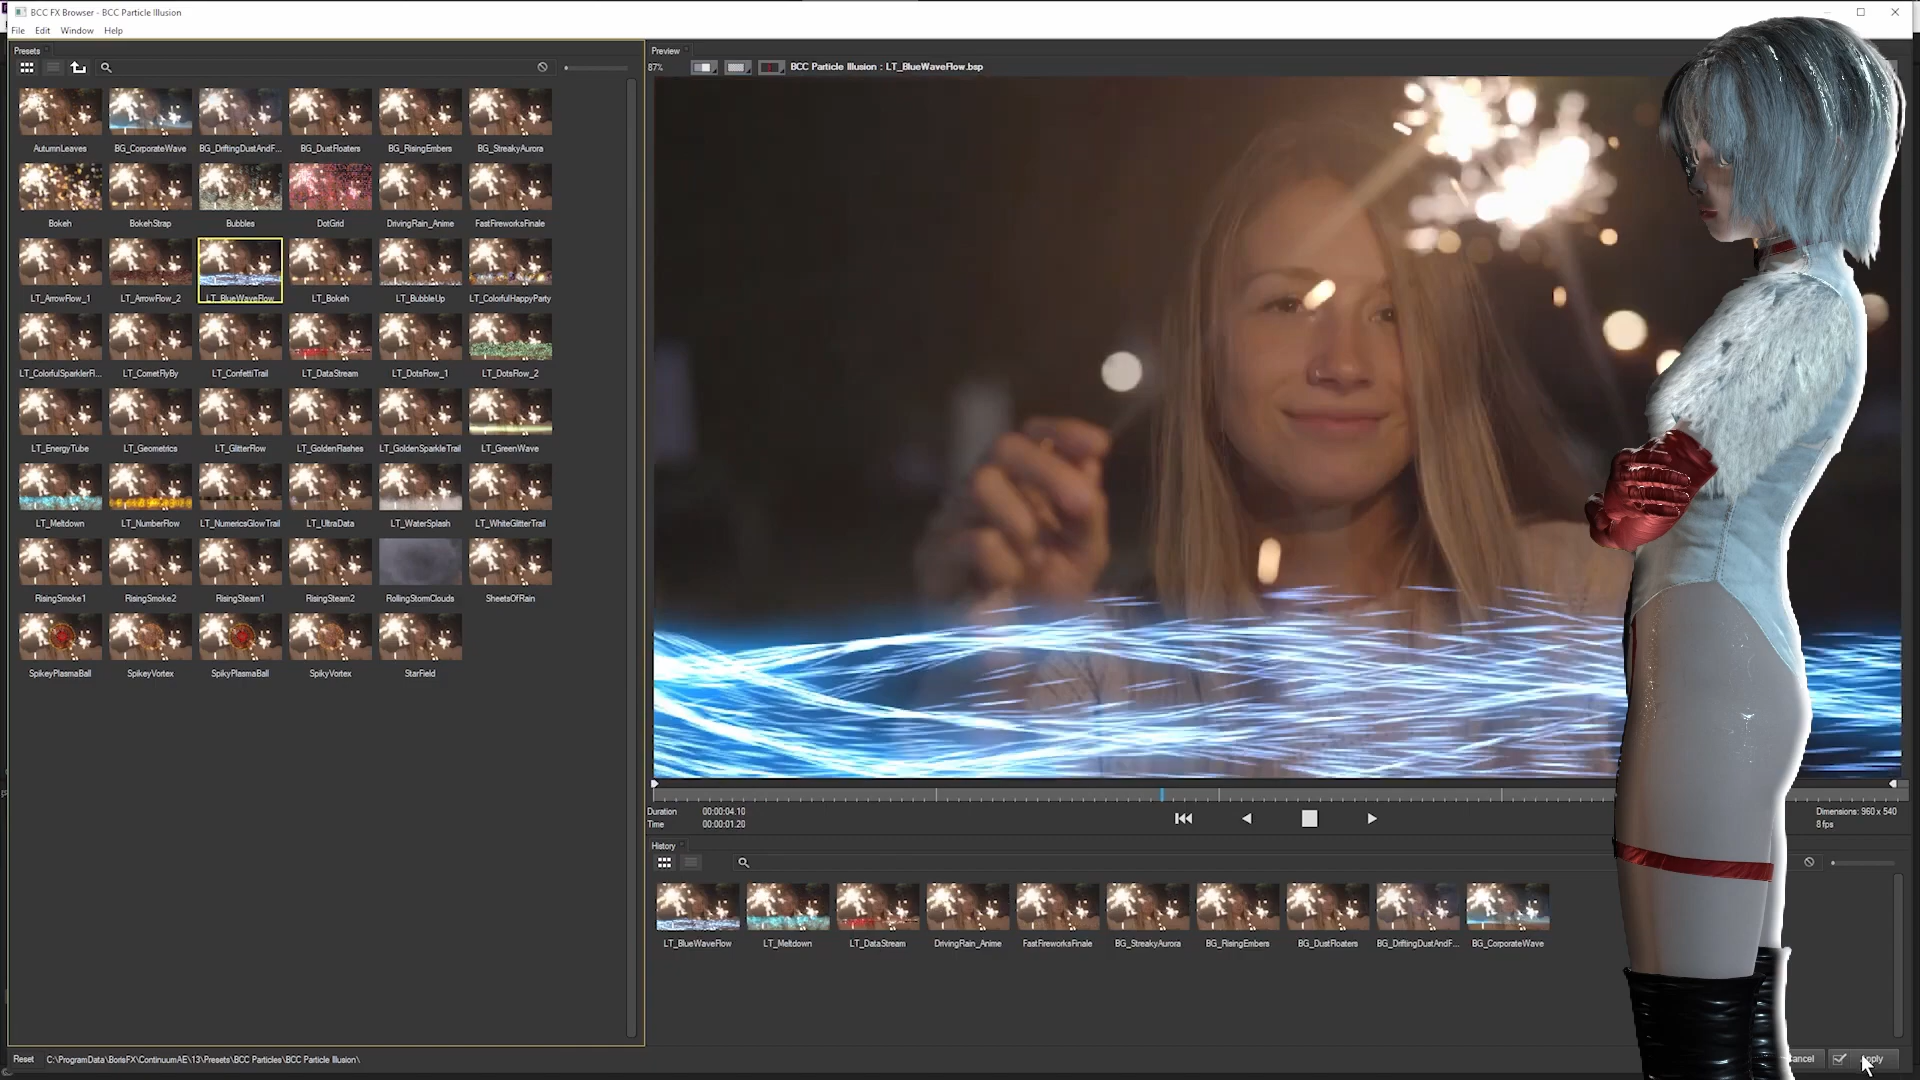 BCC FX Browser - BCC Particle Illusion
File Edit Window Help
Presets
AutumnLeaves BG_CorporateWave BG_DriftingDustAndF... BG_DustFloaters BG_RisingEmbers BG_StreakyAurora
Bokeh BokehStrap Bubbles DotGrid DrivingRain_Anime FastFireworksFinale
LT_ArrowFlow_1 LT_ArrowFlow_2 LT_BlueWaveFlow LT_Bokeh LT_BubbleUp LT_ColorfulHappyParty
LT_ColorfulSparklerFl... LT_CometFlyBy LT_ConfettiTrail LT_DataStream LT_DotsFlow_1 LT_DotsFlow_2
LT_EnergyTube LT_Geometrics LT_GlitterFlow LT_GoldenFlashes LT_GoldenSparkleTrail LT_GreenWave
LT_Meltdown LT_NumberFlow LT_NumericsGlowTrail LT_UltraData LT_WaterSplash LT_WhiteGlitterTrail
RisingSmoke1 RisingSmoke2 RisingSteam1 RisingSteam2 RollingStormClouds SheetsOfRain
SpikeyPlasmaBall SpikeyVortex SpikyPlasmaBall SpikyVortex StarField
Preview
87% BCC Particle Illusion : LT_BlueWaveFlow.bsp
Duration 00:00:04.10
Time 00:00:01.20
Dimensions: 960 x 540
8 fps
History
LT_BlueWaveFlow LT_Meltdown LT_DataStream DrivingRain_Anime FastFireworksFinale BG_StreakyAurora BG_RisingEmbers BG_DustFloaters BG_DriftingDustAndF... BG_CorporateWave
Reset C:\ProgramData\BorisFX\ContinuumAE\13\Presets\BCC Particles\BCC Particle Illusion\
ancel Apply